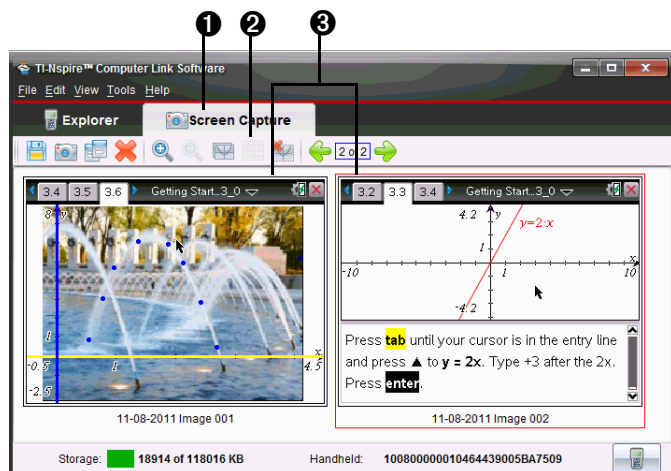 ❶ ❷ ❸
TI-Nspire™ Computer Link Software
File Edit View Tools Help
Explorer Screen Capture
2 o 2
3.4 3.5 3.6 Getting Start...3_0
3.2 3.3 3.4 Getting Start...3_0
8 y
1
x
-0.5 1 4.5
-2.5
4.2 y
y=2·x
1
x
-10 1 10
-4.2
Press tab until your cursor is in the entry line
and press ▲ to y = 2x. Type +3 after the 2x.
Press enter.
11-08-2011 Image 001
11-08-2011 Image 002
Storage: 18914 of 118016 KB Handheld: 100800000010464439005BA7509